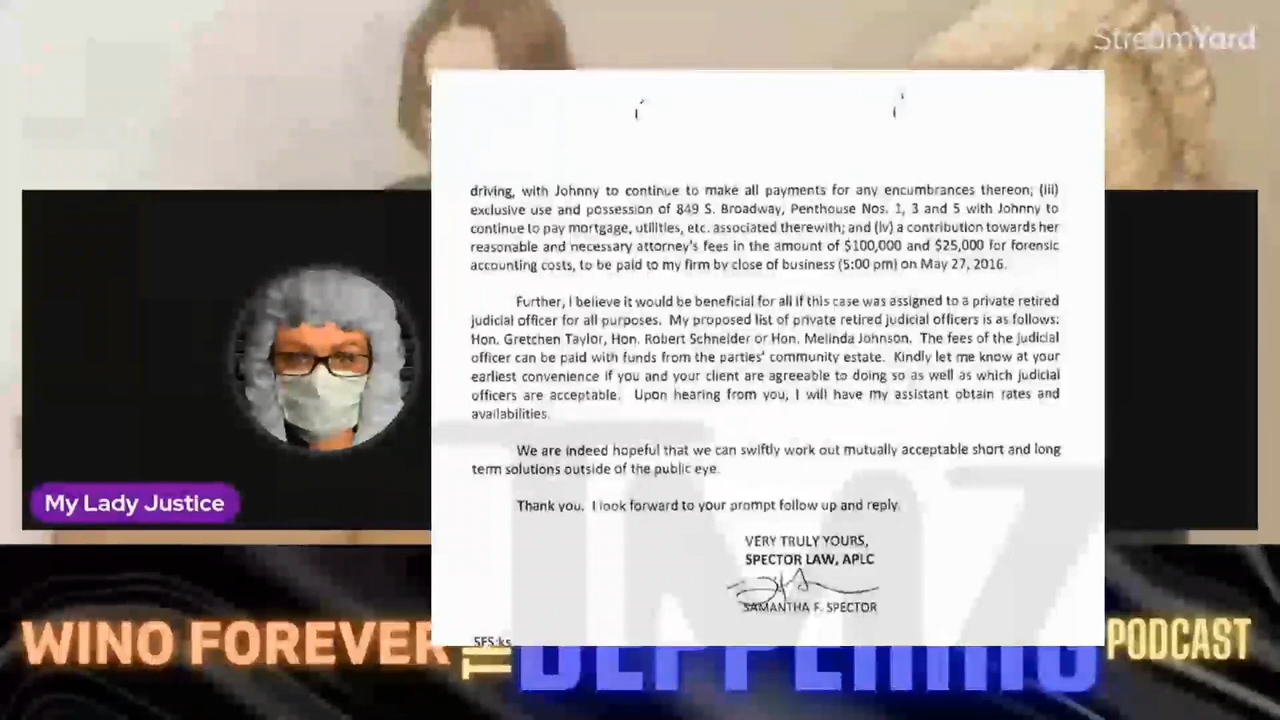 StreamYard
driving, with Johnny to continue to make all payments for any encumbrances thereon; (iii)
exclusive use and possession of 849 S. Broadway, Penthouse Nos. 1, 3 and 5 with Johnny to
continue to pay mortgage, utilities, etc. associated therewith; and (iv) a contribution towards her
reasonable and necessary attorney's fees in the amount of $100,000 and $25,000 for forensic
accounting costs, to be paid to my firm by close of business (5:00 pm) on May 27, 2016.
Further, I believe it would be beneficial for all if this case was assigned to a private retired
judicial officer for all purposes. My proposed list of private retired judicial officers is as follows:
Hon. Gretchen Taylor, Hon. Robert Schneider or Hon. Melinda Johnson. The fees of the judicial
officer can be paid with funds from the parties' community estate. Kindly let me know at your
earliest convenience if you and your client are agreeable to doing so as well as which judicial
officers are acceptable. Upon hearing from you, I will have my assistant obtain rates and
availabilities.
We are indeed hopeful that we can swiftly work out mutually acceptable short and long
term solutions outside of the public eye.
Thank you. I look forward to your prompt follow up and reply.
VERY TRULY YOURS,
SPECTOR LAW, APLC
SAMANTHA F. SPECTOR
SFS:ks
TMZ
My Lady Justice
WINO FOREVER
PODCAST